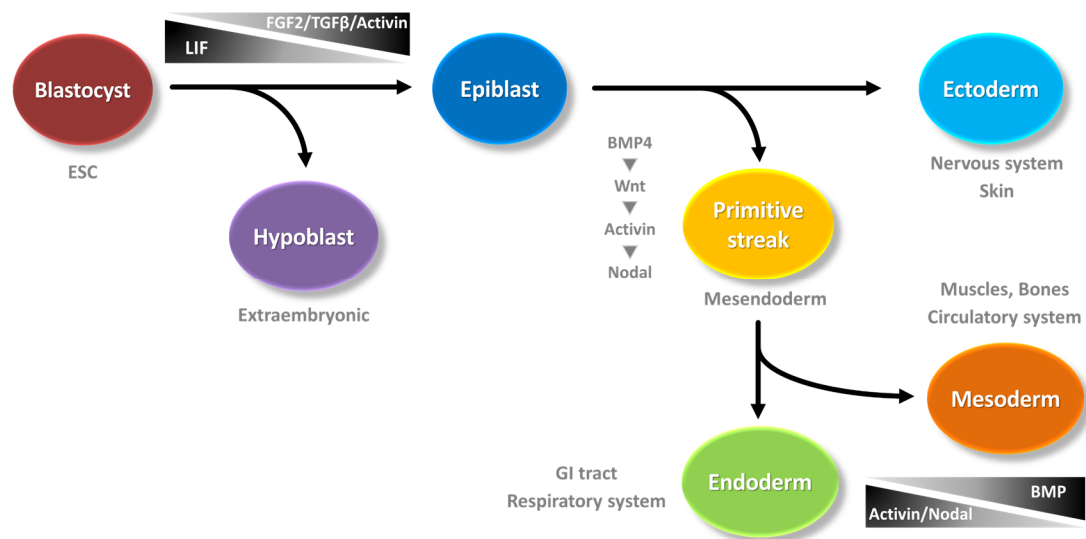 FGF2/TGFβ/Activin
LIF
Blastocyst
Epiblast
Ectoderm
ESC
BMP4
Wnt
Activin
Nodal
Nervous system
Skin
Hypoblast
Extraembryonic
Primitive
streak
Mesendoderm
Muscles, Bones
Circulatory system
Mesoderm
GI tract
Respiratory system
Endoderm
BMP
Activin/Nodal